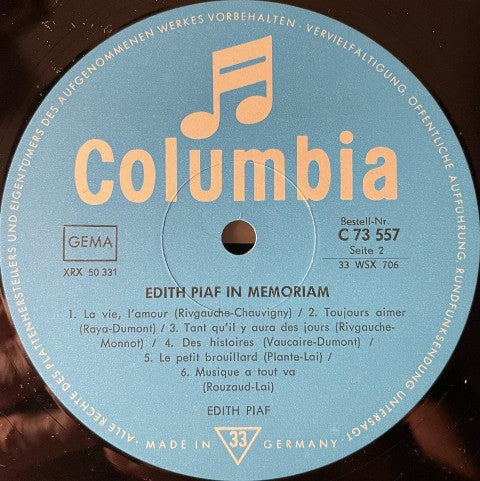 ALLE RECHTE DES PLATTENHERSTELLERS UND EIGENTÜMERS DES AUFGENOMMENEN WERKES VORBEHALTEN · VERVIELFÄLTIGUNG, ÖFFENTLICHE AUFFÜHRUNG, RUNDFUNKSENDUNG UNTERSAGT ·
Columbia
GEMA
XRX 50 331
Bestell-Nr.
C 73 557
Seite 2
33 WSX 706
EDITH PIAF IN MEMORIAM
1. La vie, l'amour (Rivgauche-Chauvigny) / 2. Toujours aimer
(Raya-Dumont) / 3. Tant qu'il y aura des jours (Rivgauche-
Monnot) / 4. Des histoires (Vaucaire-Dumont) /
5. Le petit brouillard (Plante-Lai) /
6. Musique a tout va
(Rouzaud-Lai)
EDITH PIAF
MADE IN 33 GERMANY